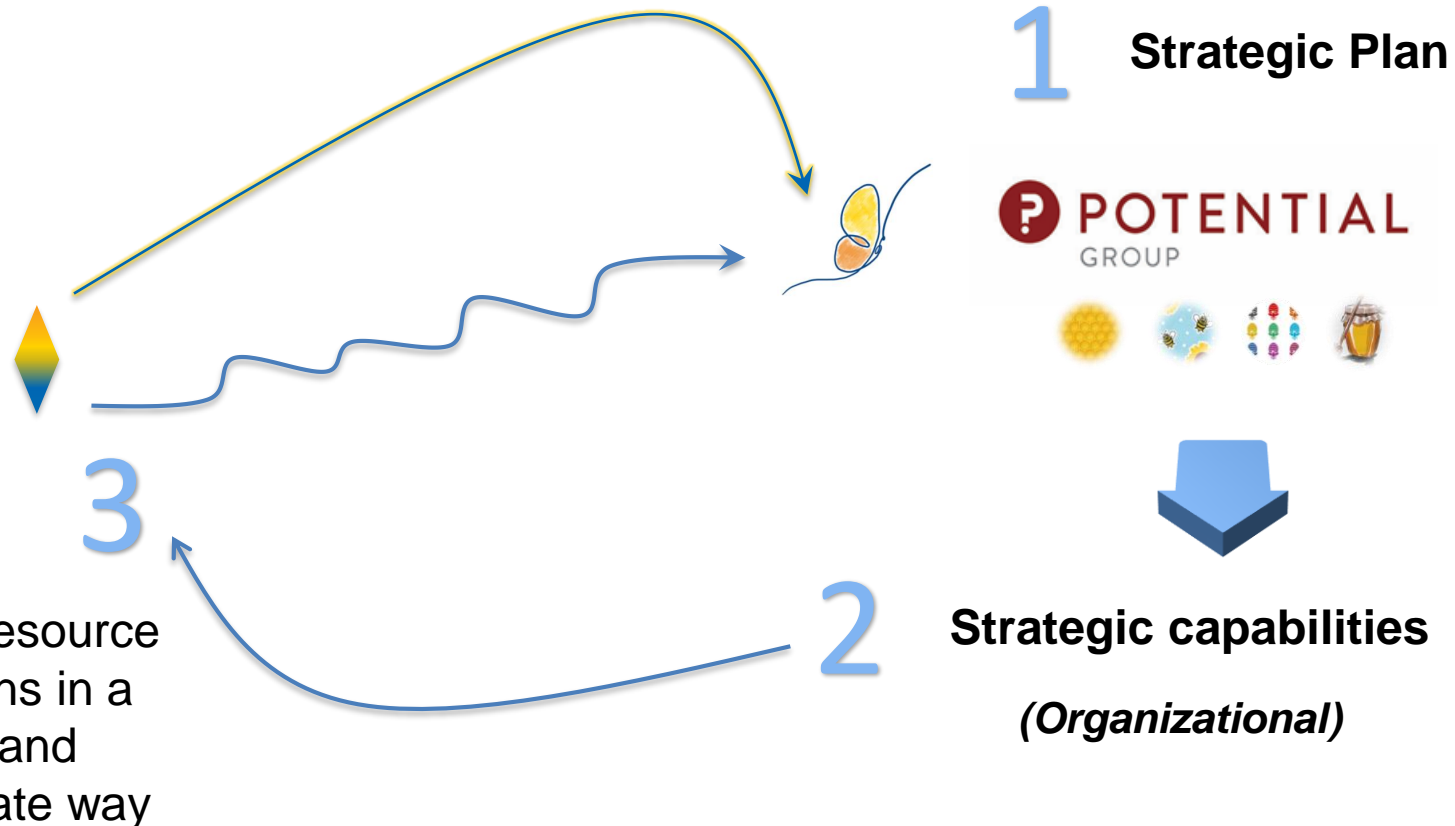 1 Strategic Plan
POTENTIAL
GROUP
3
2 Strategic capabilities
(Organizational)
esource
ns in a
and
ate way